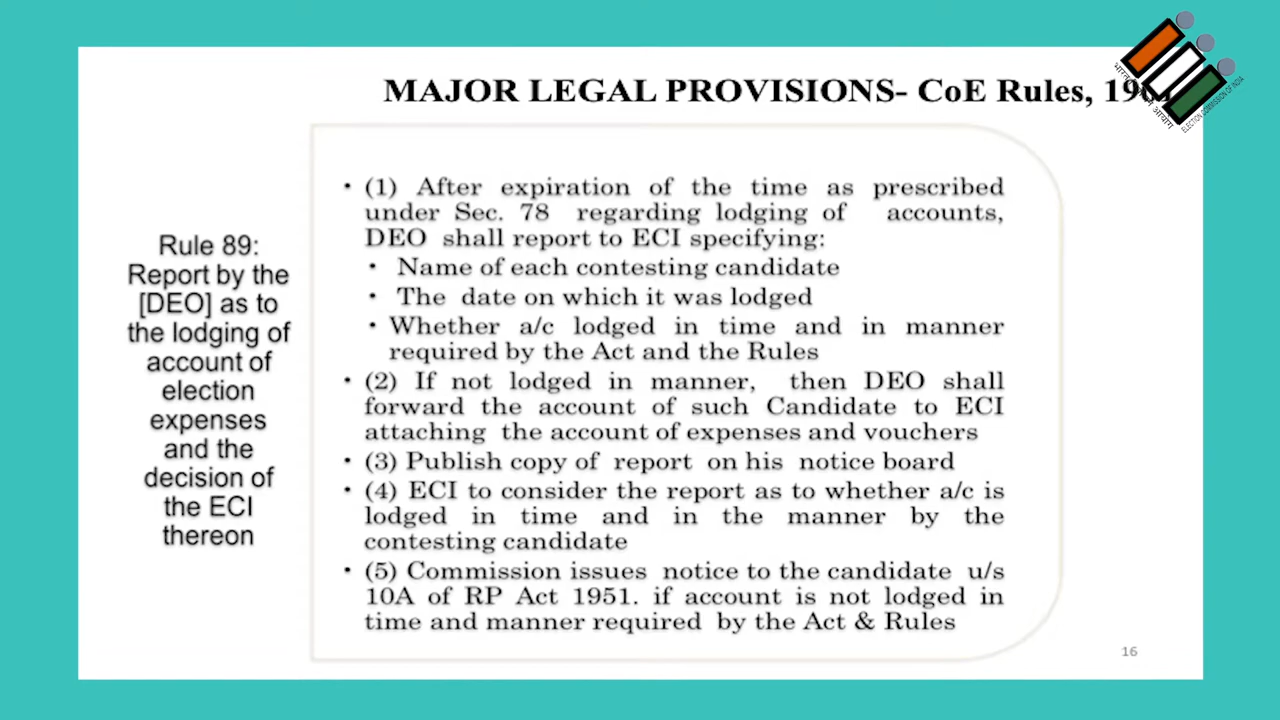 MAJOR LEGAL PROVISIONS- CoE Rules,
ELECTION COMMISSION OF INDIA
Rule 89:
Report by the
[DEO] as to
the lodging of
account of
election
expenses
and the
decision of
the ECI
thereon
• (1) After expiration of the time as prescribed
under Sec. 78 regarding lodging of accounts,
DEO shall report to ECI specifying:
• Name of each contesting candidate
• The date on which it was lodged
• Whether a/c lodged in time and in manner
required by the Act and the Rules
• (2) If not lodged in manner, then DEO shall
forward the account of such Candidate to ECI
attaching the account of expenses and vouchers
• (3) Publish copy of report on his notice board
• (4) ECI to consider the report as to whether a/c is
lodged in time and in the manner by the
contesting candidate
• (5) Commission issues notice to the candidate u/s
10A of RP Act 1951. if account is not lodged in
time and manner required by the Act & Rules
16